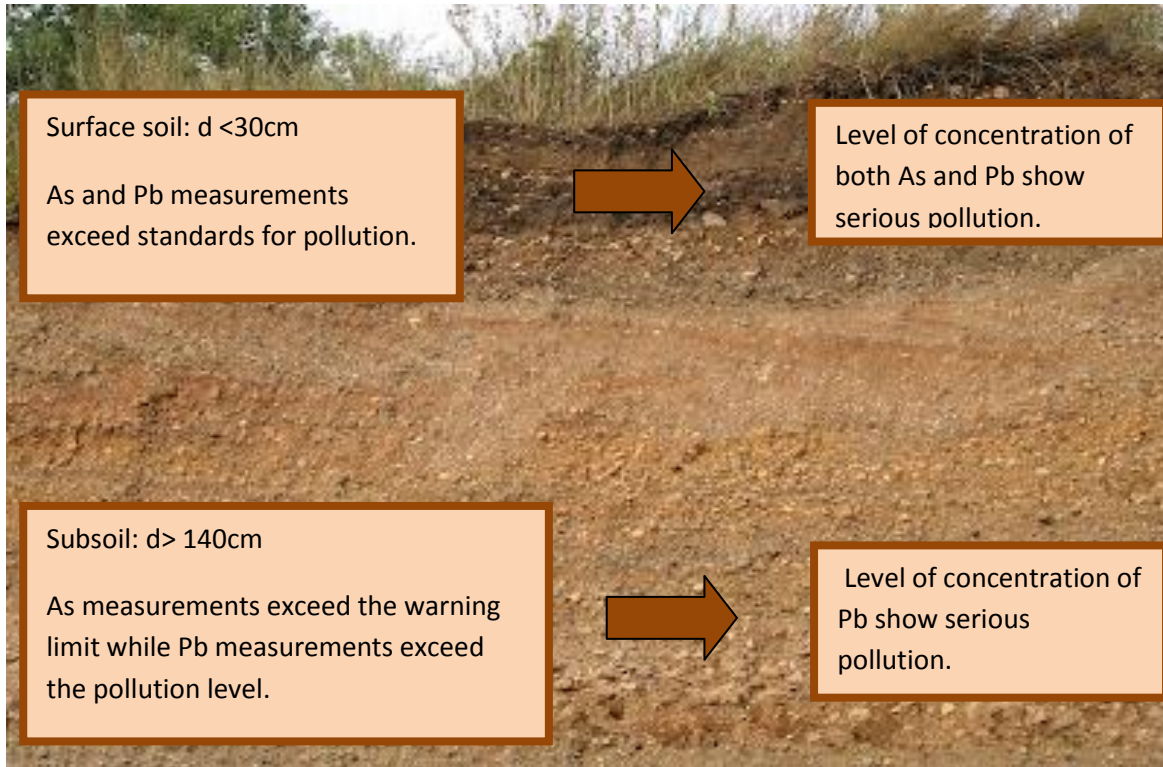 Surface soil: d <30cm
As and Pb measurements
exceed standards for pollution.
Level of concentration of
both As and Pb show
serious pollution.
Subsoil: d> 140cm
As measurements exceed the warning
limit while Pb measurements exceed
the pollution level.
Level of concentration of
Pb show serious
pollution.